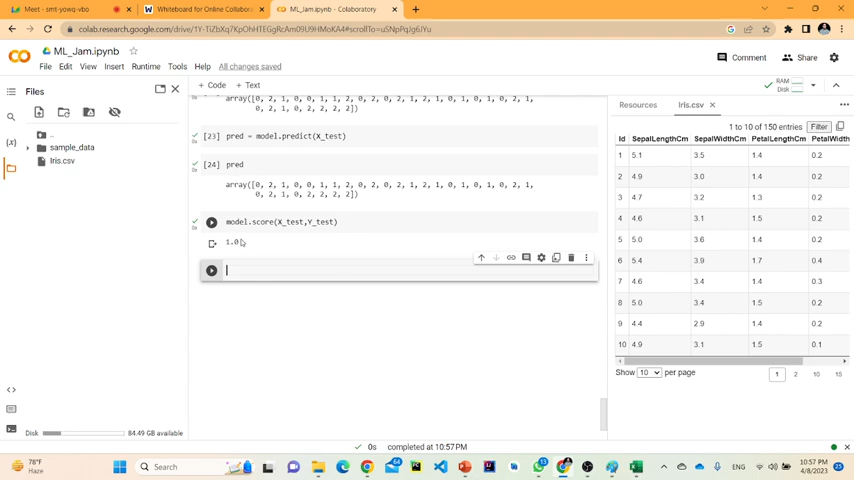 Meet - smt-yowq-vbo
Whiteboard for Online Collaborati
ML_Jam.ipynb - Colaboratory
ML_Jam.ipynb
File Edit View Insert Runtime Tools Help All changes saved
Comment Share
+ Code + Text
RAM
Disk
Files
..
sample_data
Iris.csv
Disk 84.49 GB available
array([0, 2, 1, 0, 0, 1, 1, 2, 0, 2, 0, 2, 1, 2, 1, 0, 1, 0, 1, 0, 2, 1,
0, 2, 1, 0, 2, 2, 2, 2])
[23] pred = model.predict(X_test)
[24] pred
array([0, 2, 1, 0, 0, 1, 1, 2, 0, 2, 0, 2, 1, 2, 1, 0, 1, 0, 1, 0, 2, 1,
0, 2, 1, 0, 2, 2, 2, 2])
0s
model.score(X_test,Y_test)
1.0
Resources Iris.csv
1 to 10 of 150 entries Filter
Id SepalLengthCm SepalWidthCm PetalLengthCm PetalWidth
1 5.1 3.5 1.4 0.2
2 4.9 3.0 1.4 0.2
3 4.7 3.2 1.3 0.2
4 4.6 3.1 1.5 0.2
5 5.0 3.6 1.4 0.2
6 5.4 3.9 1.7 0.4
7 4.6 3.4 1.4 0.3
8 5.0 3.4 1.5 0.2
9 4.4 2.9 1.4 0.2
10 4.9 3.1 1.5 0.1
Show 10 per page 1 2 10 15
0s completed at 10:57 PM
78°F
Haze
Search
ENG
10:57 PM
4/8/2023